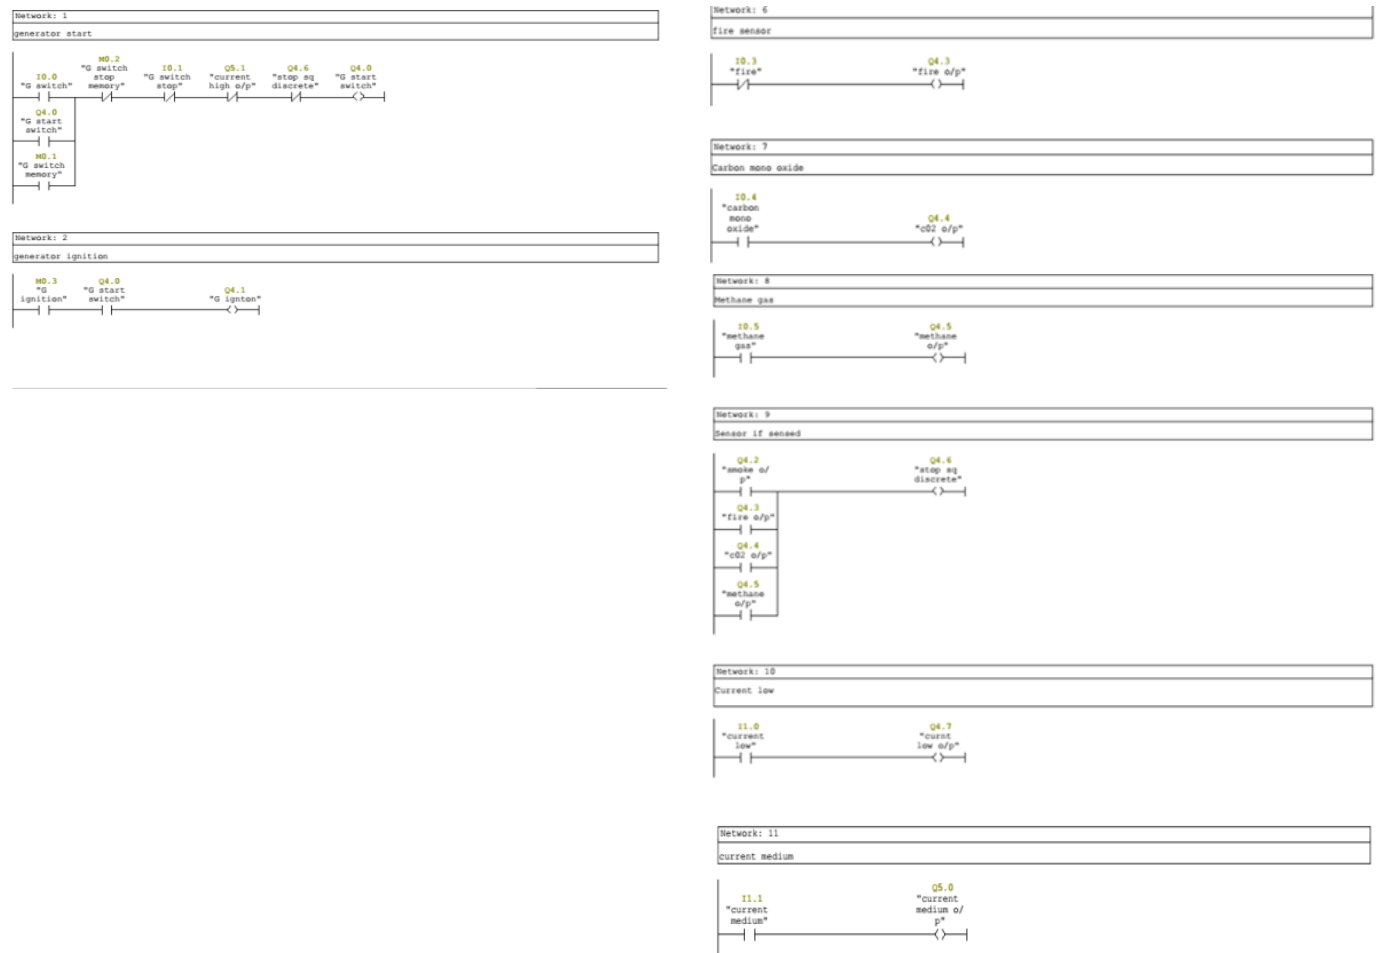 Network: 1
generator start
I0.0
"G switch"
M0.2
"G switch
stop
memory"
I0.1
"G switch
stop"
Q5.1
"current
high o/p"
Q4.6
"stop sq
discrete"
Q4.0
"G start
switch"
Q4.0
"G start
switch"
M0.1
"G switch
memory"
Network: 2
generator ignition
M0.3
"G
ignition"
Q4.0
"G start
switch"
Q4.1
"G ignton"
Network: 6
fire sensor
I0.3
"fire"
Q4.3
"fire o/p"
Network: 7
Carbon mono oxide
I0.4
"carbon
mono
oxide"
Q4.4
"c02 o/p"
Network: 8
Methane gas
I0.5
"methane
gas"
Q4.5
"methane
o/p"
Network: 9
Sensor if sensed
Q4.2
"smoke o/
p"
Q4.6
"stop sq
discrete"
Q4.3
"fire o/p"
Q4.4
"c02 o/p"
Q4.5
"methane
o/p"
Network: 10
Current low
I1.0
"current
low"
Q4.7
"curnt
low o/p"
Network: 11
current medium
I1.1
"current
medium"
Q5.0
"current
medium o/
p"